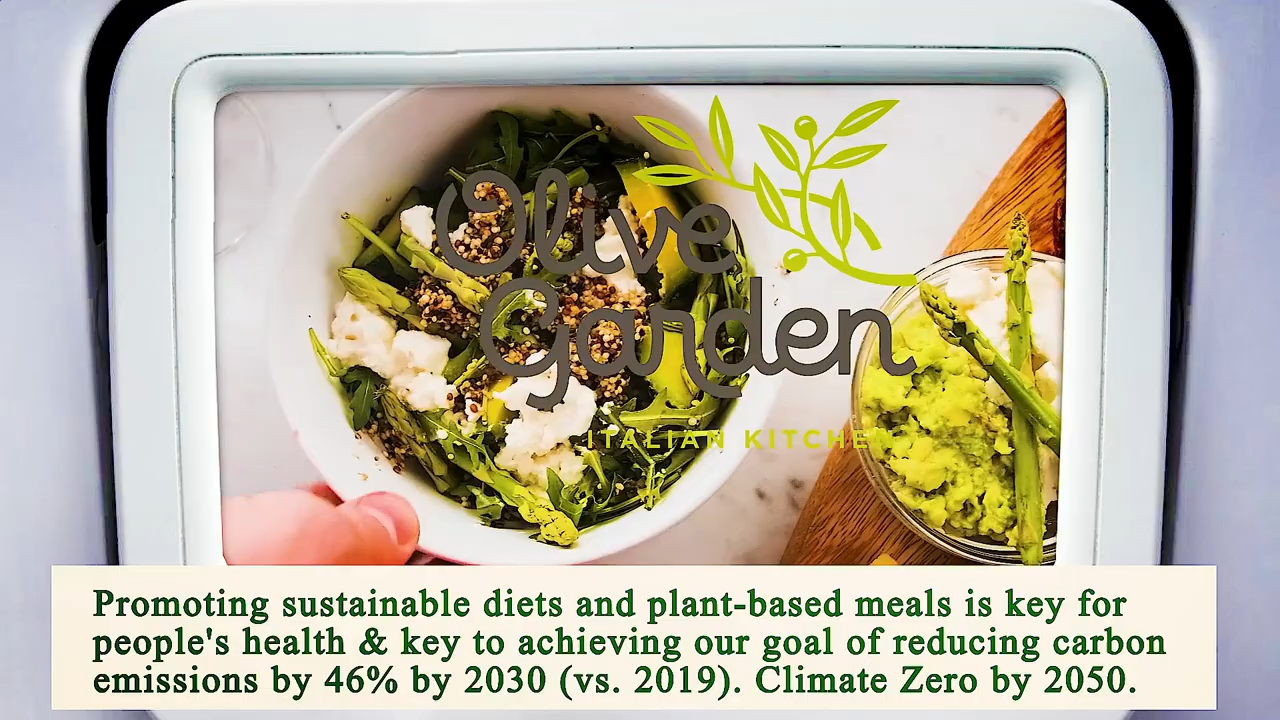 Olive
Garden
ITALIAN KITCHEN
Promoting sustainable diets and plant-based meals is key for
people's health & key to achieving our goal of reducing carbon
emissions by 46% by 2030 (vs. 2019). Climate Zero by 2050.